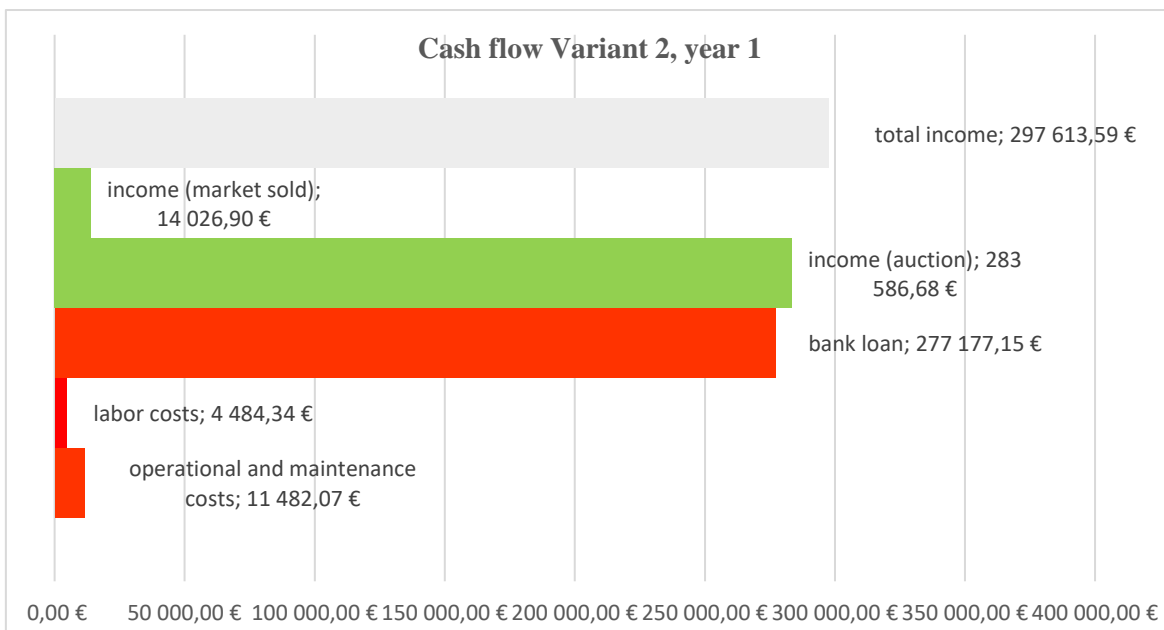 Cash flow Variant 2, year 1
total income; 297 613,59 €
income (market sold);
14 026,90 €
income (auction); 283
586,68 €
bank loan; 277 177,15 €
labor costs; 4 484,34 €
operational and maintenance
costs; 11 482,07 €
0,00 € 50 000,00 € 100 000,00 € 150 000,00 € 200 000,00 € 250 000,00 € 300 000,00 € 350 000,00 € 400 000,00 €